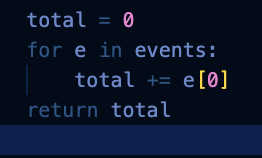 total = 0
for e in events:
    total += e[0]
return total